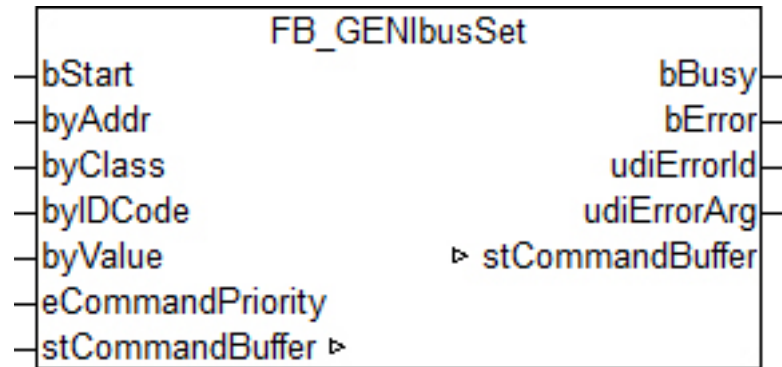 FB_GENIbusSet
bStart bBusy
byAddr bError
byClass udiErrorId
byIDCode udiErrorArg
byValue stCommandBuffer
eCommandPriority
stCommandBuffer